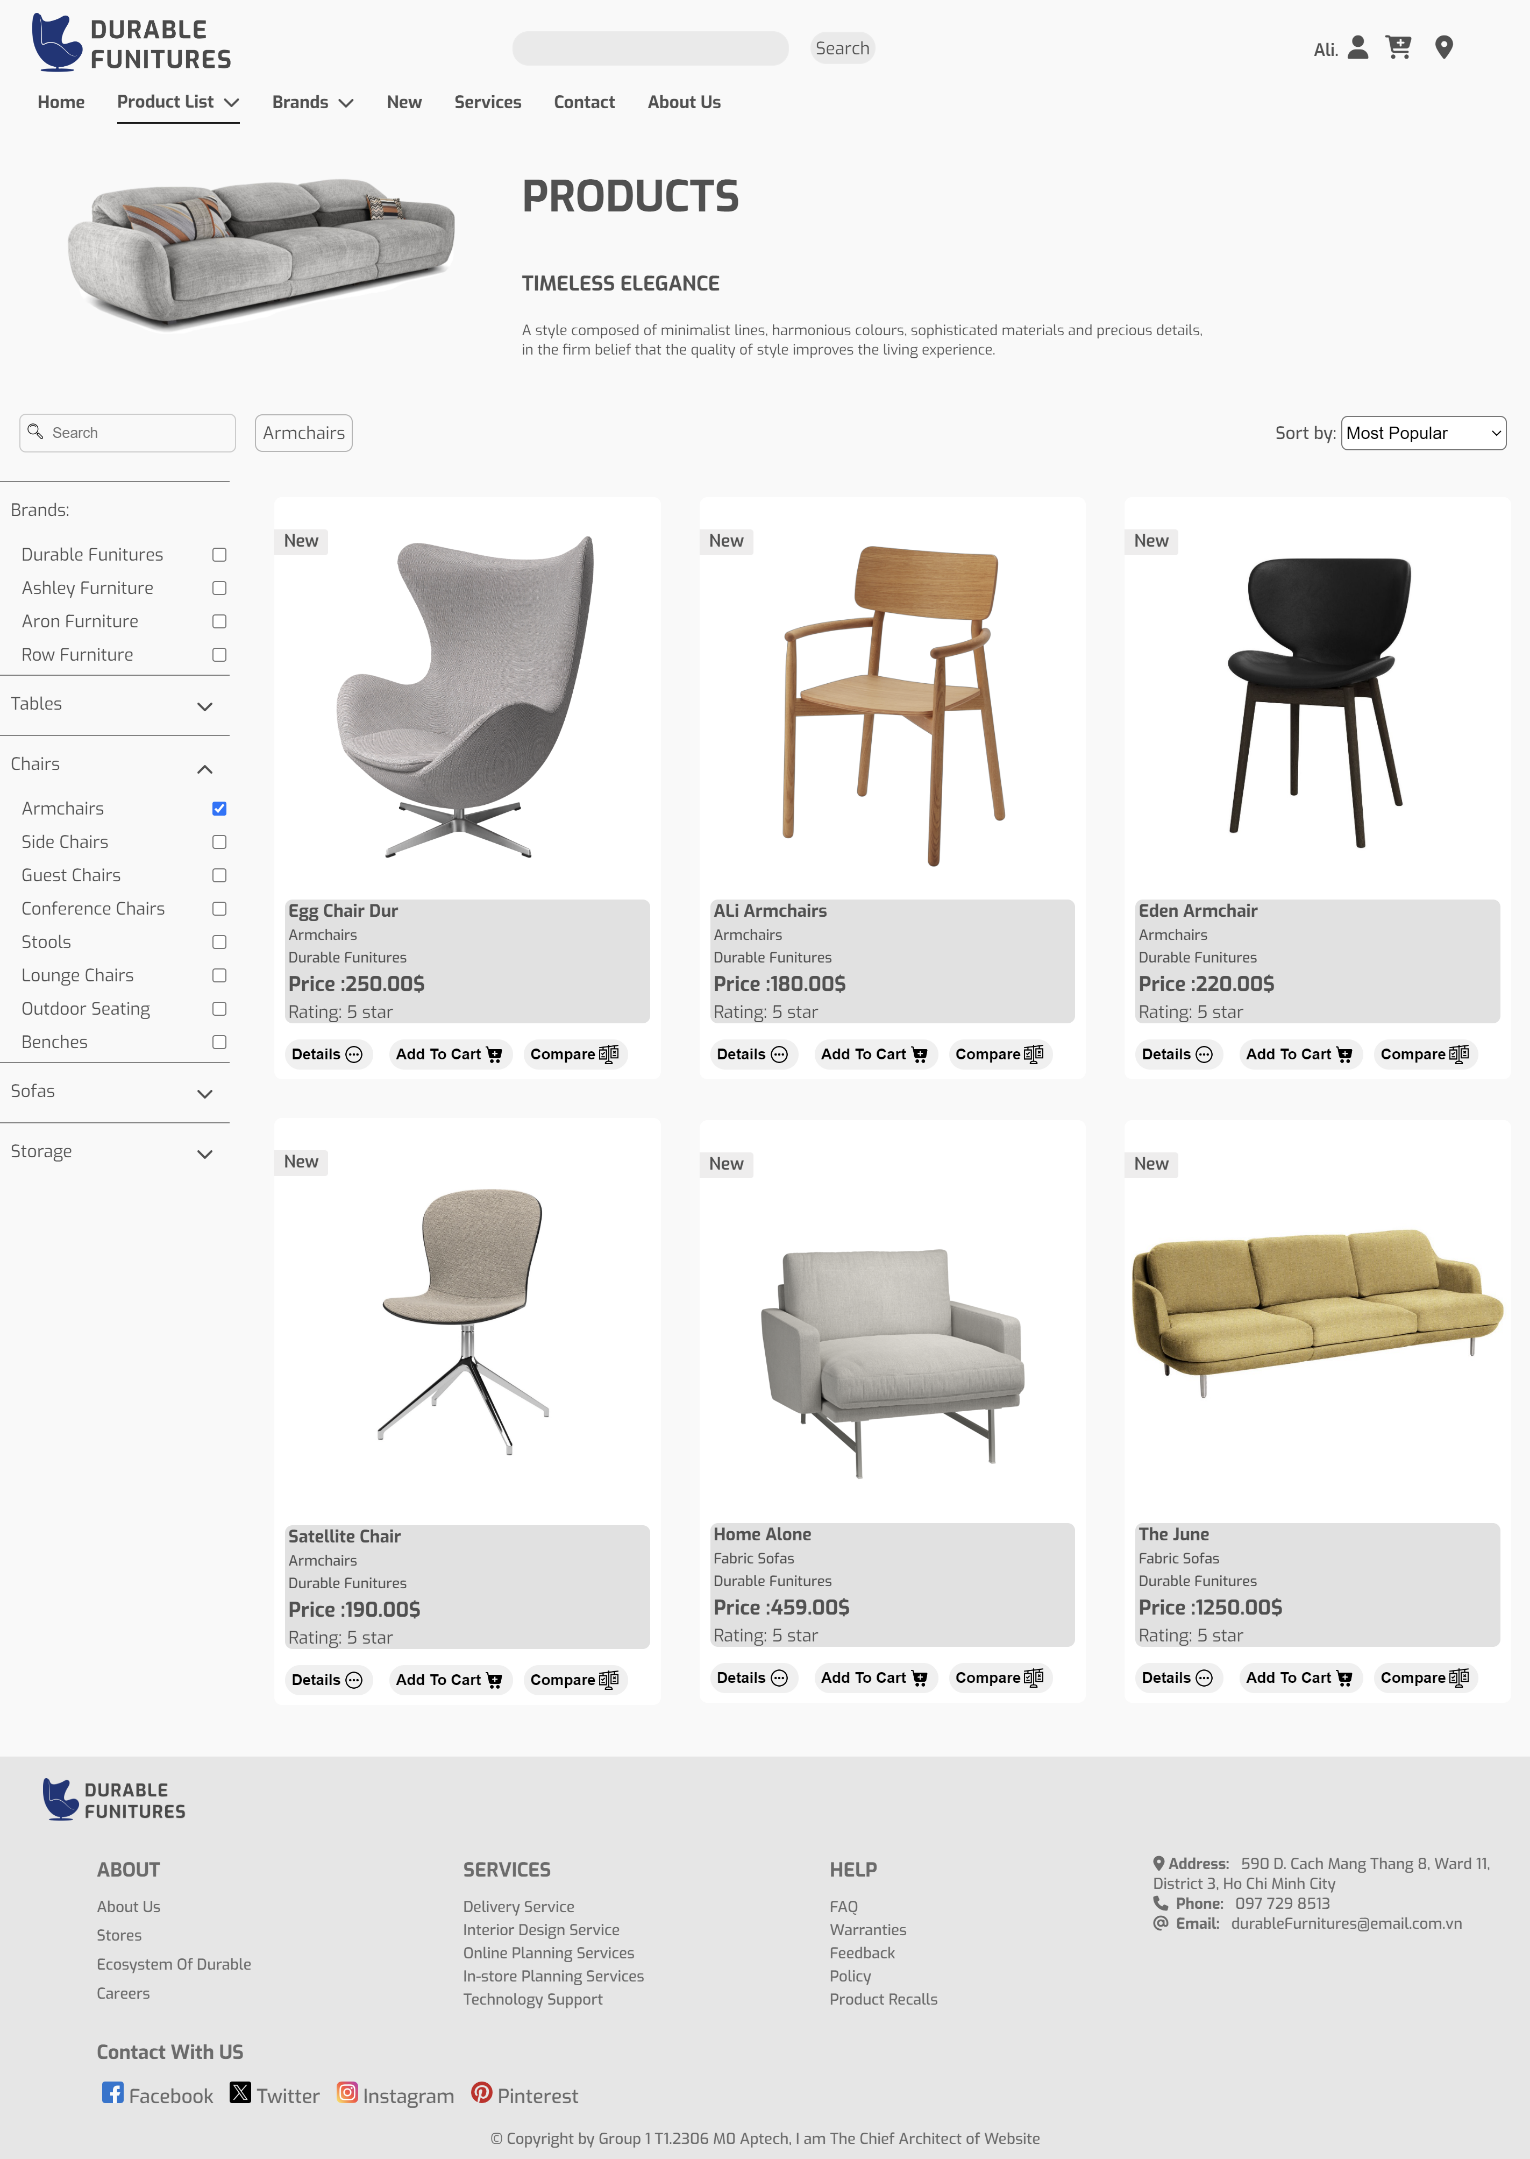 DURABLE
FUNITURES
Search
Ali.
Home Product List Brands New Services Contact About Us
PRODUCTS
TIMELESS ELEGANCE
A style composed of minimalist lines, harmonious colours, sophisticated materials and precious details,
in the firm belief that the quality of style improves the living experience.
Search
Armchairs
Sort by: Most Popular
Brands:
Durable Funitures
Ashley Furniture
Aron Furniture
Row Furniture
Tables
Chairs
Armchairs
Side Chairs
Guest Chairs
Conference Chairs
Stools
Lounge Chairs
Outdoor Seating
Benches
Sofas
Storage
New
Egg Chair Dur
Armchairs
Durable Funitures
Price :250.00$
Rating: 5 star
Details Add To Cart Compare
New
ALi Armchairs
Armchairs
Durable Funitures
Price :180.00$
Rating: 5 star
Details Add To Cart Compare
New
Eden Armchair
Armchairs
Durable Funitures
Price :220.00$
Rating: 5 star
Details Add To Cart Compare
New
Satellite Chair
Armchairs
Durable Funitures
Price :190.00$
Rating: 5 star
Details Add To Cart Compare
New
Home Alone
Fabric Sofas
Durable Funitures
Price :459.00$
Rating: 5 star
Details Add To Cart Compare
New
The June
Fabric Sofas
Durable Funitures
Price :1250.00$
Rating: 5 star
Details Add To Cart Compare
DURABLE
FUNITURES
ABOUT
About Us
Stores
Ecosystem Of Durable
Careers
SERVICES
Delivery Service
Interior Design Service
Online Planning Services
In-store Planning Services
Technology Support
HELP
FAQ
Warranties
Feedback
Policy
Product Recalls
Address: 590 D. Cach Mang Thang 8, Ward 11,
District 3, Ho Chi Minh City
Phone: 097 729 8513
Email: durableFurnitures@email.com.vn
Contact With US
Facebook Twitter Instagram Pinterest
© Copyright by Group 1 T1.2306 M0 Aptech, I am The Chief Architect of Website